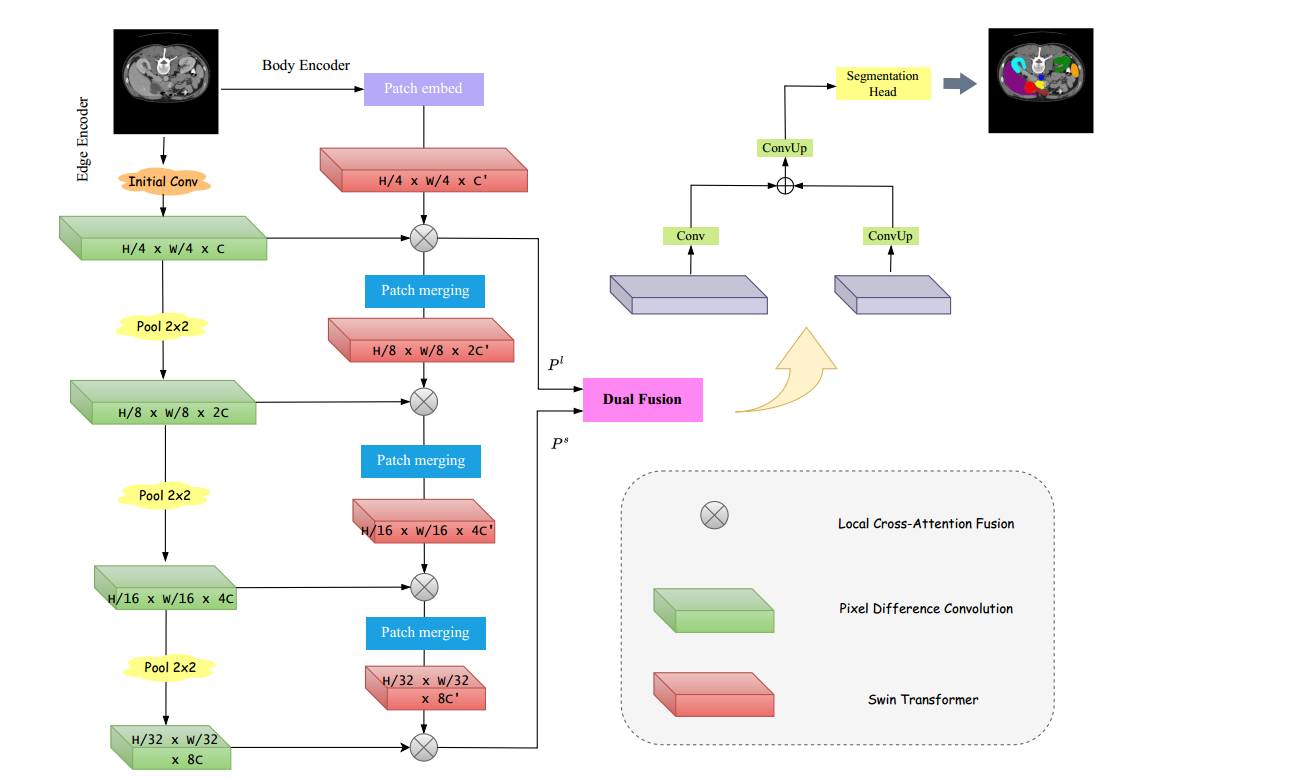 Body Encoder
Edge Encoder
Patch embed
Segmentation
Head
ConvUp
Initial Conv
H/4 x W/4 x C'
H/4 x W/4 x C
Conv
ConvUp
Patch merging
Pool 2x2
H/8 x W/8 x 2C'
P^l
Dual Fusion
H/8 x W/8 x 2C
P^s
Patch merging
Pool 2x2
H/16 x W/16 x 4C'
Local Cross-Attention Fusion
H/16 x W/16 x 4C
Pixel Difference Convolution
Patch merging
Pool 2x2
H/32 x W/32
x 8C'
Swin Transformer
H/32 x W/32
x 8C